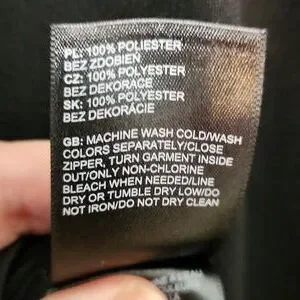 PL: 100% POLIESTER
BEZ ZDOBIEŃ
CZ: 100% POLYESTER
BEZ DEKORACE
SK: 100% POLYESTER
BEZ DEKORÁCIE
GB: MACHINE WASH COLD/WASH
COLORS SEPARATELY/CLOSE
ZIPPER, TURN GARMENT INSIDE
OUT/ONLY NON-CHLORINE
BLEACH WHEN NEEDED/LINE
DRY OR TUMBLE DRY LOW/DO
NOT IRON/DO NOT DRY CLEAN